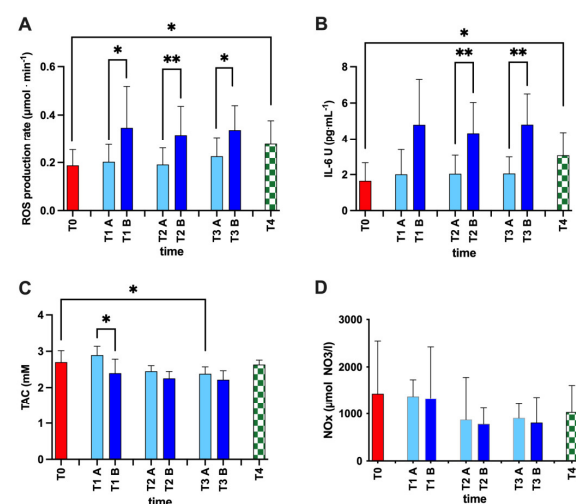 A
*
*
**
*
ROS production rate (µmol · min-1)
0.6
0.4
0.2
0.0
T0
T1 A
T1 B
T2 A
T2 B
T3 A
T3 B
T4
time
B
*
**
**
IL-6 U (pg·mL-1)
8
6
4
2
0
T0
T1 A
T1 B
T2 A
T2 B
T3 A
T3 B
T4
time
C
*
*
TAC (mM
4
3
2
1
0
T0
T1 A
T1 B
T2 A
T2 B
T3 A
T3 B
T4
time
D
NOx (µmol NO3/l)
3000
2000
1000
0
T0
T1 A
T1 B
T2 A
T2 B
T3 A
T3 B
T4
time